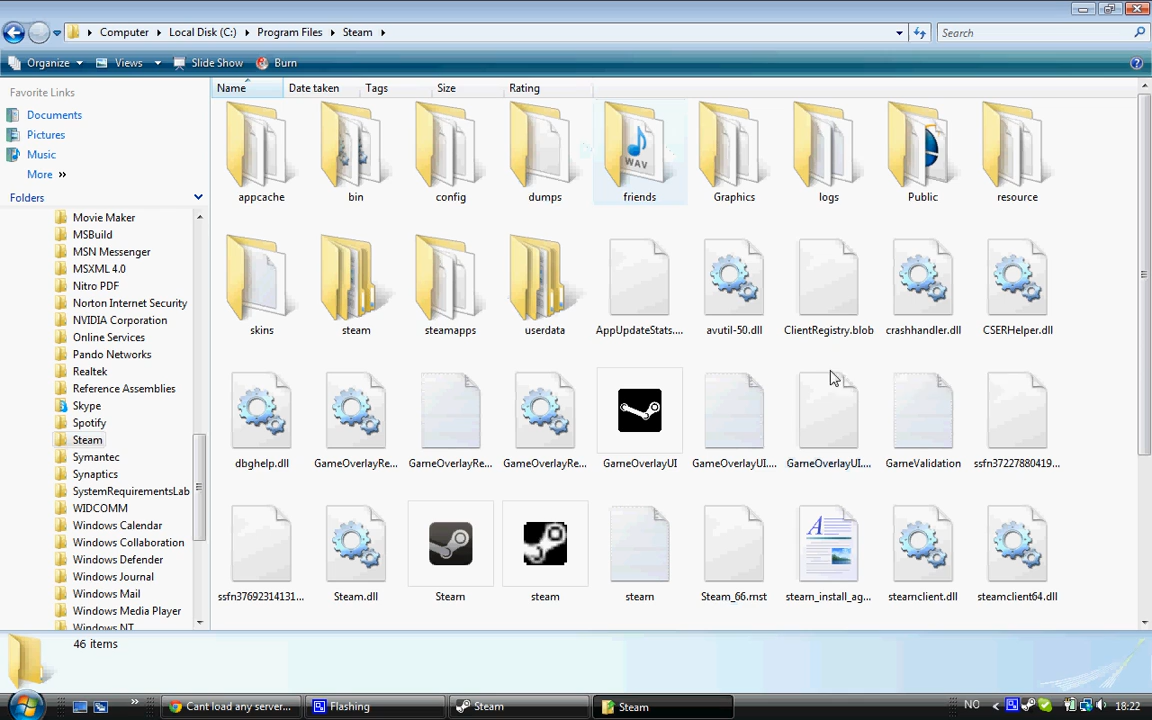 Computer Local Disk (C:) Program Files Steam
Search
Organize Views Slide Show Burn
Favorite Links
Documents
Pictures
Music
More »
Folders
Movie Maker
MSBuild
MSN Messenger
MSXML 4.0
Nitro PDF
Norton Internet Security
NVIDIA Corporation
Online Services
Pando Networks
Realtek
Reference Assemblies
Skype
Spotify
Steam
Symantec
Synaptics
SystemRequirementsLab
WIDCOMM
Windows Calendar
Windows Collaboration
Windows Defender
Windows Journal
Windows Mail
Windows Media Player
Windows NT
Name Date taken Tags Size Rating
WAV
appcache bin config dumps friends Graphics logs Public resource
skins steam steamapps userdata AppUpdateStats.... avutil-50.dll ClientRegistry.blob crashhandler.dll CSERHelper.dll
dbghelp.dll GameOverlayRe... GameOverlayRe... GameOverlayRe... GameOverlayUI GameOverlayUI.... GameOverlayUI.... GameValidation ssfn37227880419...
A
ssfn37692314131... Steam.dll Steam steam steam Steam_66.mst steam_install_ag... steamclient.dll steamclient64.dll
46 items
Cant load any server... Flashing Steam Steam NO 18:22